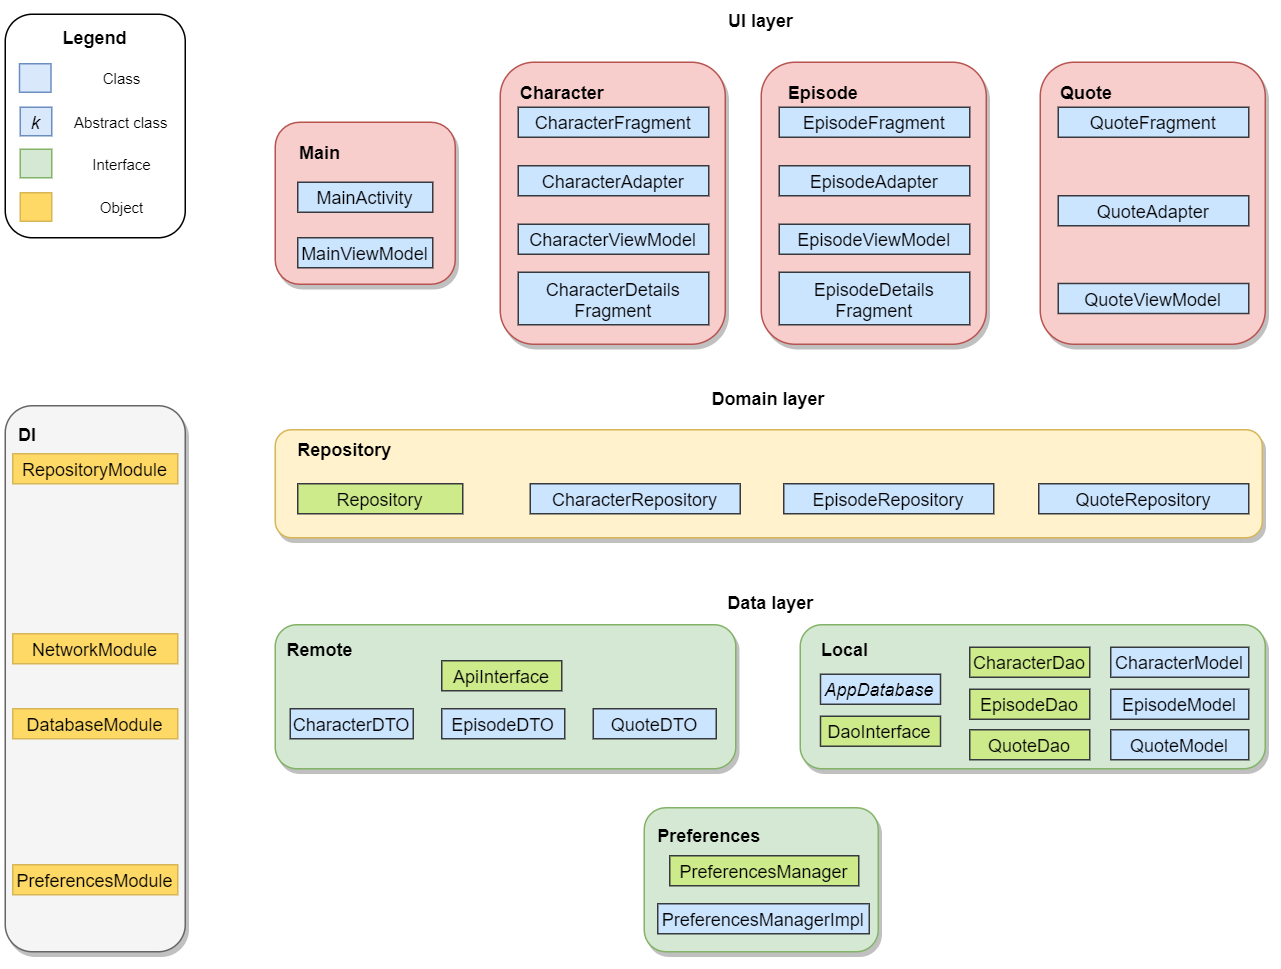 Legend
Class
k
Abstract class
Interface
Object
UI layer
Main
MainActivity
MainViewModel
Character
CharacterFragment
CharacterAdapter
CharacterViewModel
CharacterDetails
Fragment
Episode
EpisodeFragment
EpisodeAdapter
EpisodeViewModel
EpisodeDetails
Fragment
Quote
QuoteFragment
QuoteAdapter
QuoteViewModel
DI
RepositoryModule
NetworkModule
DatabaseModule
PreferencesModule
Domain layer
Repository
Repository
CharacterRepository
EpisodeRepository
QuoteRepository
Data layer
Remote
ApiInterface
CharacterDTO
EpisodeDTO
QuoteDTO
Local
AppDatabase
DaoInterface
CharacterDao
EpisodeDao
QuoteDao
CharacterModel
EpisodeModel
QuoteModel
Preferences
PreferencesManager
PreferencesManagerImpl